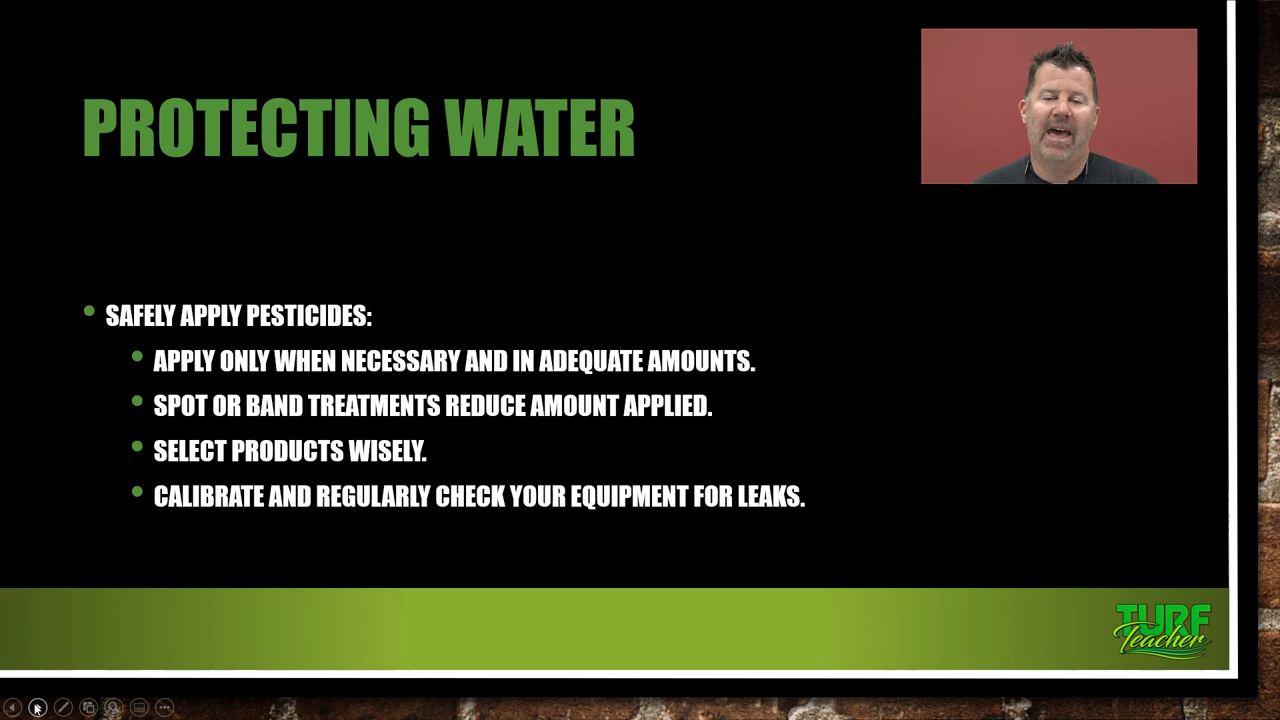 PROTECTING WATER
SAFELY APPLY PESTICIDES:
APPLY ONLY WHEN NECESSARY AND IN ADEQUATE AMOUNTS.
SPOT OR BAND TREATMENTS REDUCE AMOUNT APPLIED.
SELECT PRODUCTS WISELY.
CALIBRATE AND REGULARLY CHECK YOUR EQUIPMENT FOR LEAKS.
TURF
Teacher